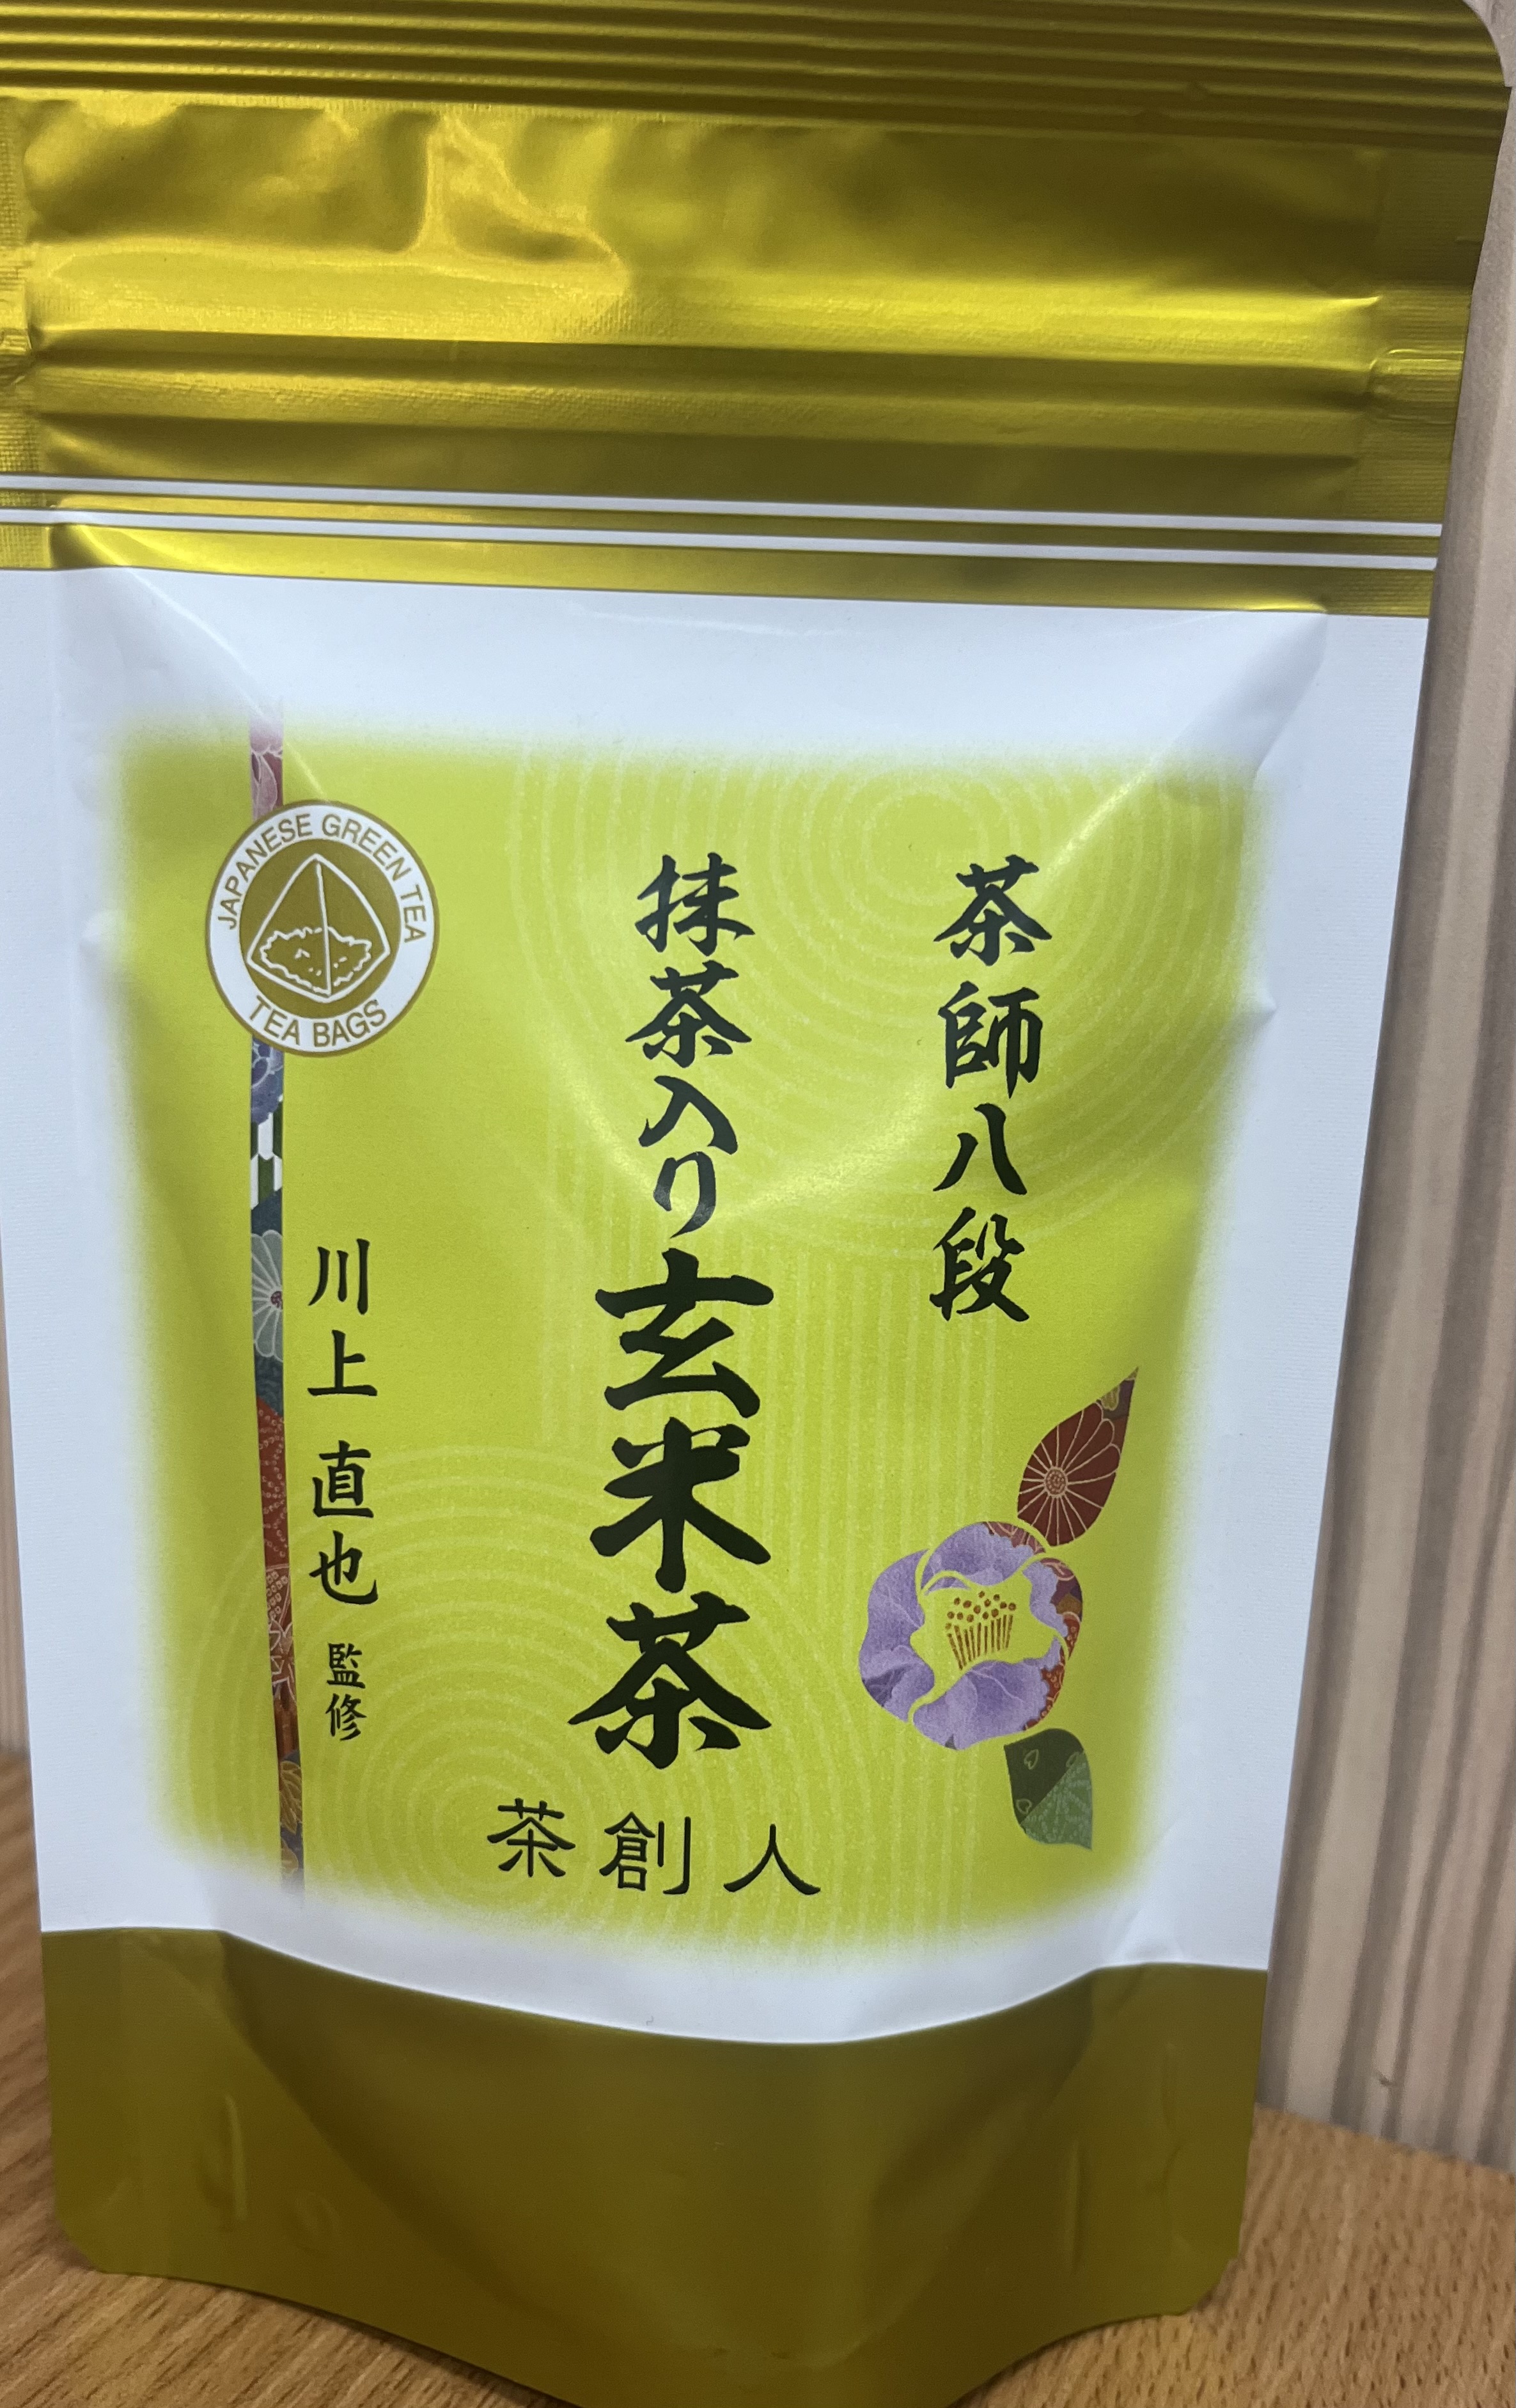 茶師八段
抹茶入り玄米茶
川上直也 監修
JAPANESE GREEN TEA
TEA BAGS
茶創人